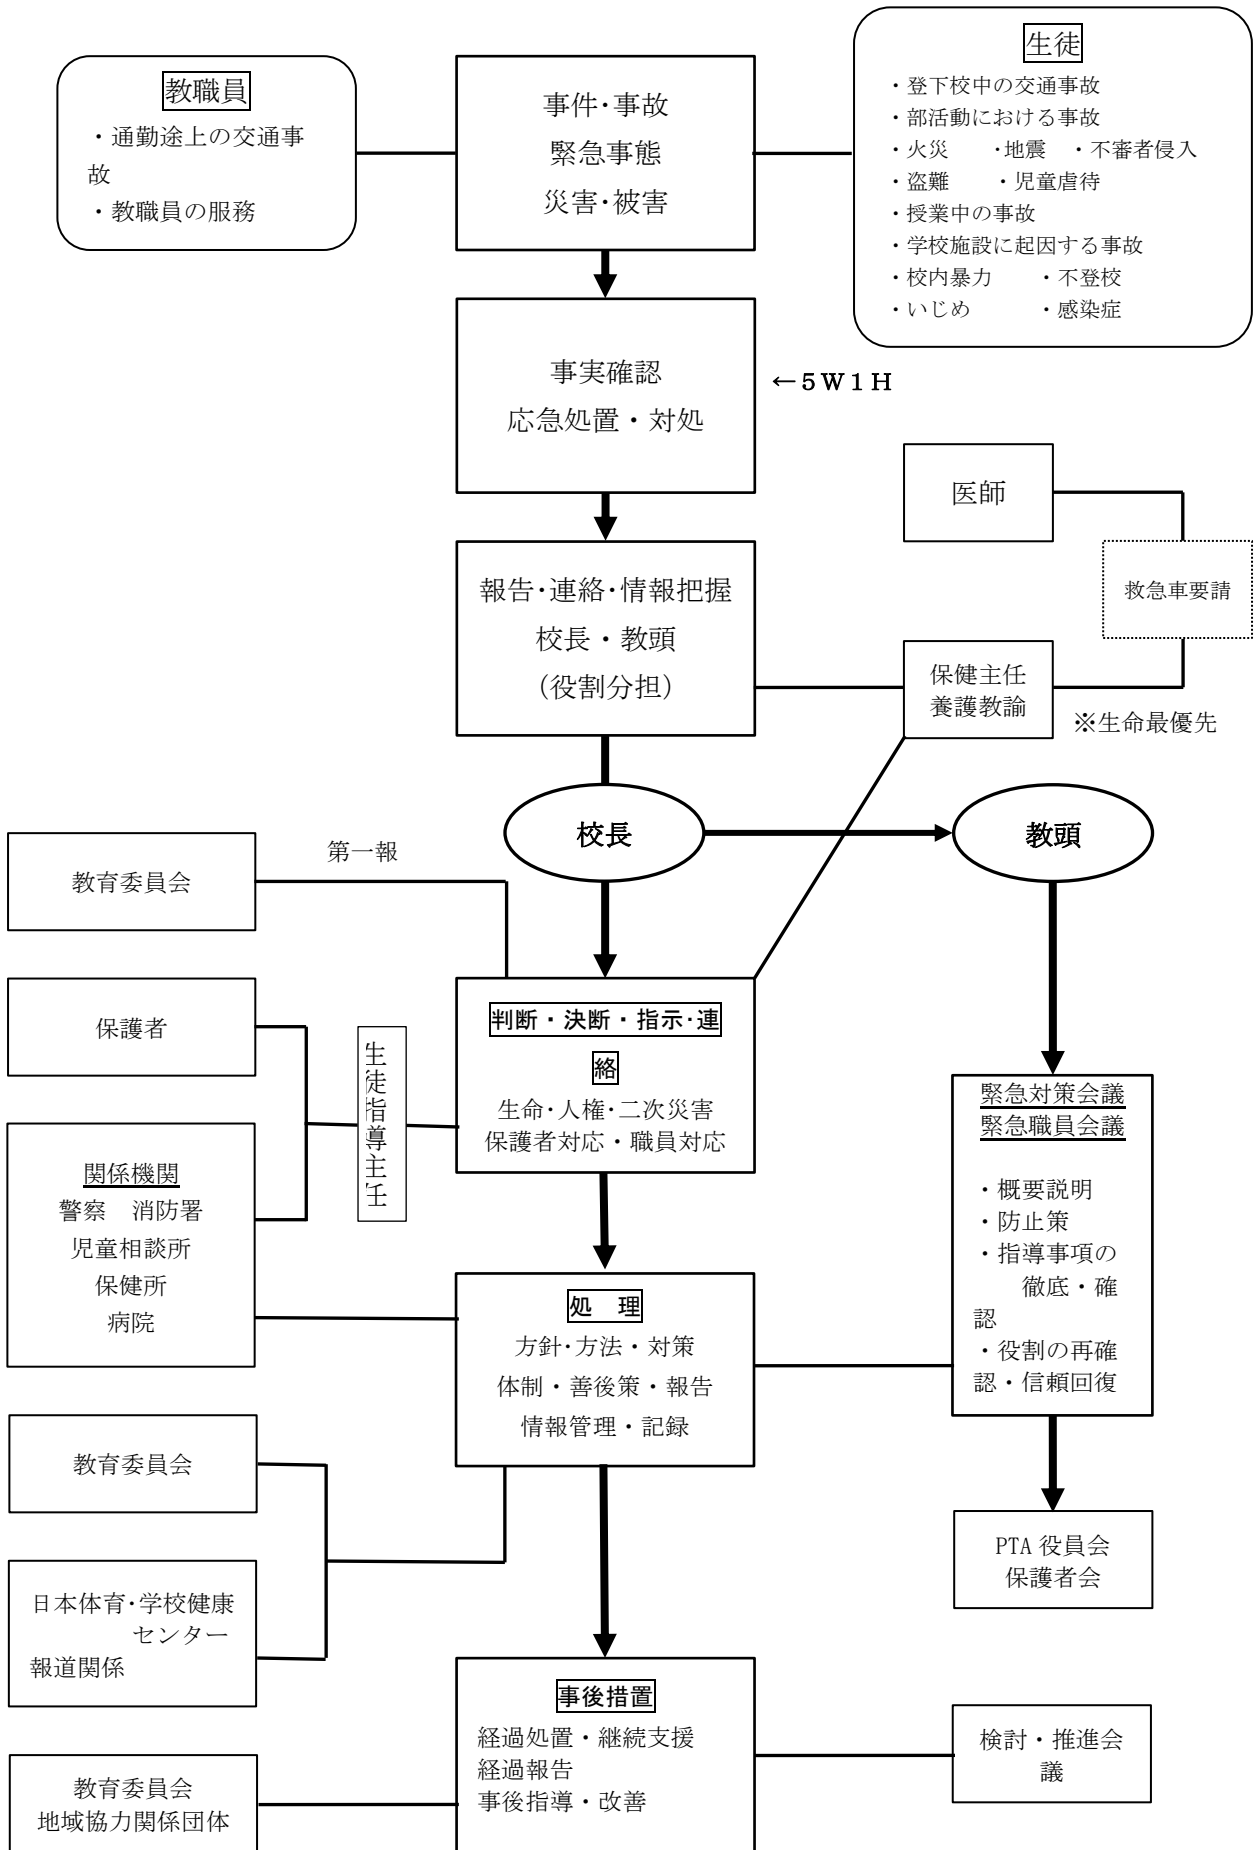 教職員
・通勤途上の交通事
故
・教職員の服務
事件･事故
緊急事態
災害･被害
生徒
・登下校中の交通事故
・部活動における事故
・火災　・地震　・不審者侵入
・盗難　・児童虐待
・授業中の事故
・学校施設に起因する事故
・校内暴力　・不登校
・いじめ　・感染症
事実確認
応急処置・対処
←５Ｗ１Ｈ
医師
救急車要請
報告･連絡･情報把握
校長・教頭
（役割分担）
保健主任
養護教諭
※生命最優先
校長
教頭
第一報
教育委員会
保護者
生徒指導主任
判断・決断・指示･連
絡
生命･人権･二次災害
保護者対応・職員対応
緊急対策会議
緊急職員会議
・概要説明
・防止策
・指導事項の
徹底・確
認
・役割の再確
認・信頼回復
関係機関
警察　消防署
児童相談所
保健所
病院
処　理
方針･方法・対策
体制・善後策・報告
情報管理・記録
教育委員会
PTA 役員会
保護者会
日本体育･学校健康
センター
報道関係
事後措置
経過処置・継続支援
経過報告
事後指導・改善
検討・推進会
議
教育委員会
地域協力関係団体